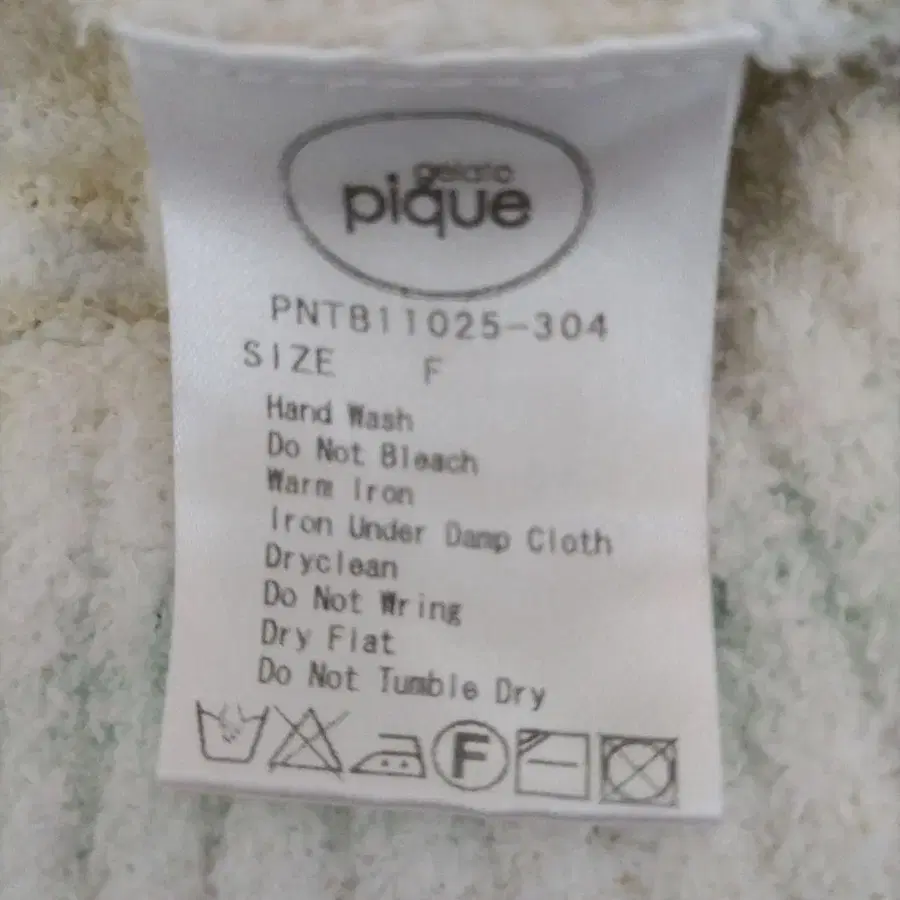 gelato
pique
PNTB11025-304
SIZE F
Hand Wash
Do Not Bleach
Warm Iron
Iron Under Damp Cloth
Dryclean
Do Not Wring
Dry Flat
Do Not Tumble Dry
F